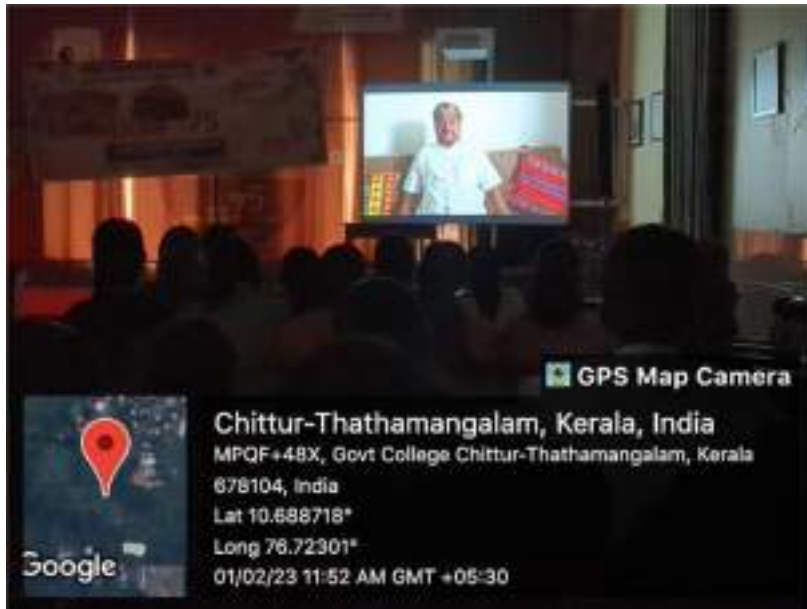 75
GPS Map Camera
Chittur-Thathamangalam, Kerala, India
MPQF+48X, Govt College Chittur-Thathamangalam, Kerala
678104, India
Lat 10.688718°
Long 76.72301°
01/02/23 11:52 AM GMT +05:30
Google